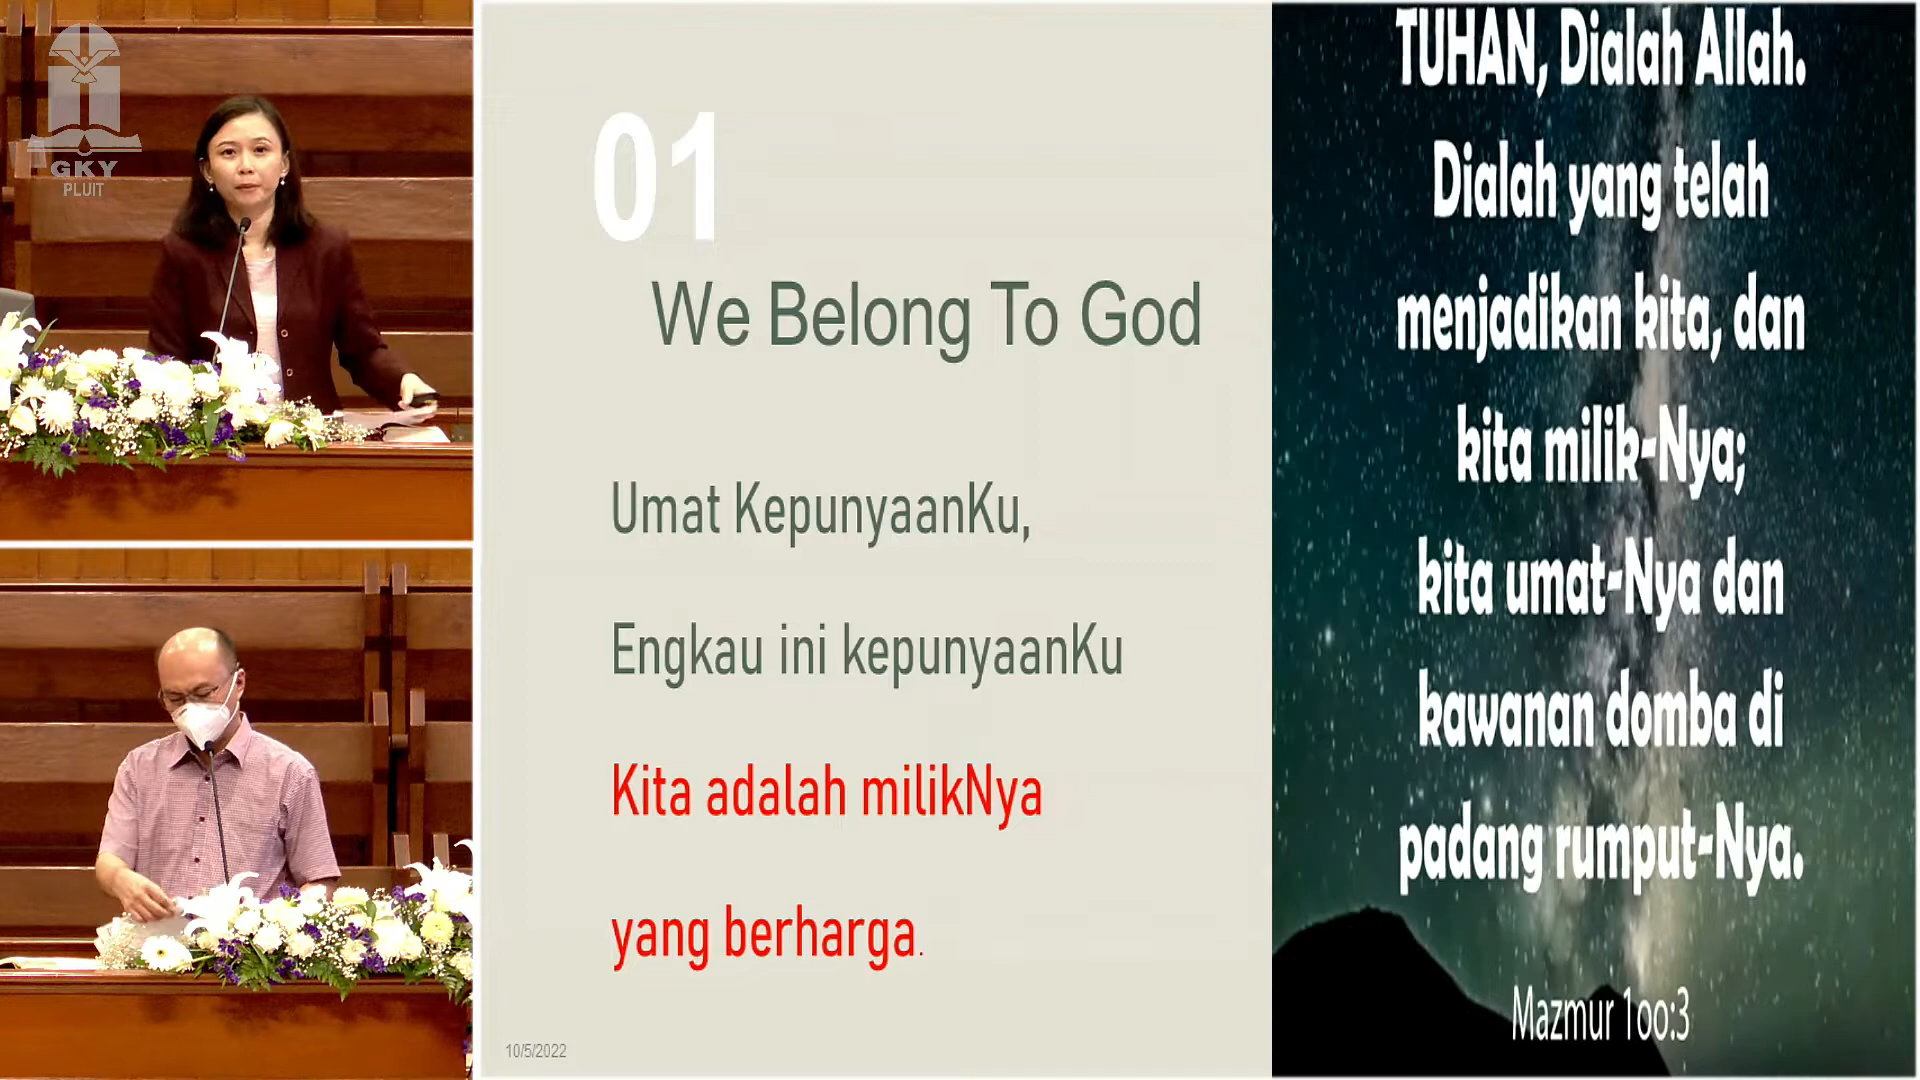 GKY
PLUIT
01
We Belong To God
Umat KepunyaanKu,
Engkau ini kepunyaanKu
Kita adalah milikNya
yang berharga.
10/5/2022
TUHAN, Dialah Allah.
Dialah yang telah
menjadikan kita, dan
kita milik-Nya;
kita umat-Nya dan
kawanan domba di
padang rumput-Nya.
Mazmur 100:3